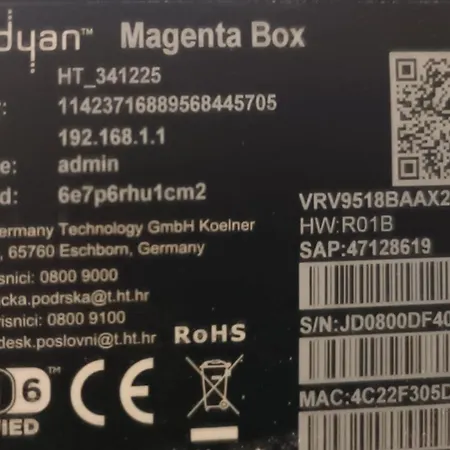 dyan™ Magenta Box
HT_341225
: 11423716889568445705
192.168.1.1
e: admin
d: 6e7p6rhu1cm2
ermany Technology GmbH Koelner
, 65760 Eschborn, Germany
isnici: 0800 9000
cka.podrska@t.ht.hr
risnici: 0800 9100
desk.poslovni@t.ht.hr
VRV9518BAAX2
HW:R01B
SAP:47128619
S/N:JD0800DF40
MAC:4C22F305D
RoHS
6™
IED
CE